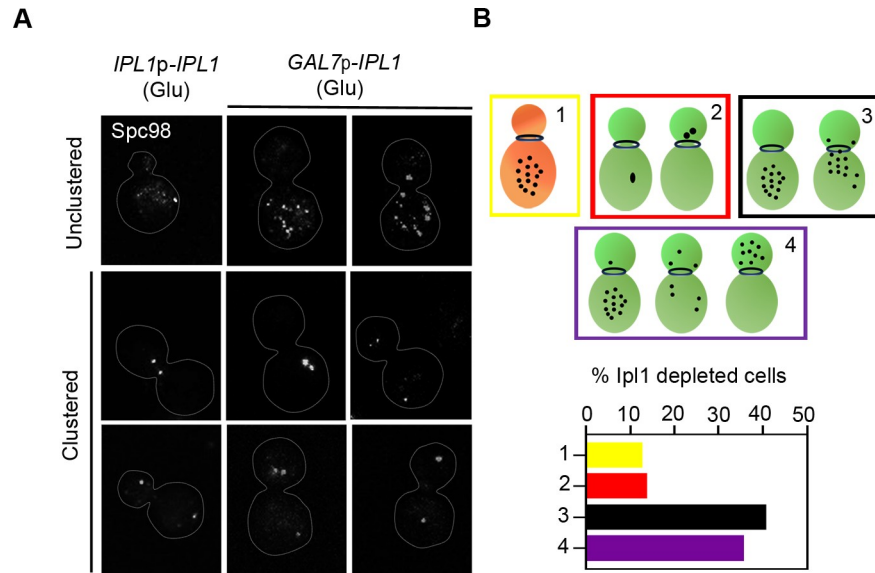 A
B
IPL1p-IPL1
(Glu)
GAL7p-IPL1
(Glu)
Spc98
Unclustered
Clustered
1
2
3
4
% Ipl1 depleted cells
0 10 20 30 40 50
1
2
3
4